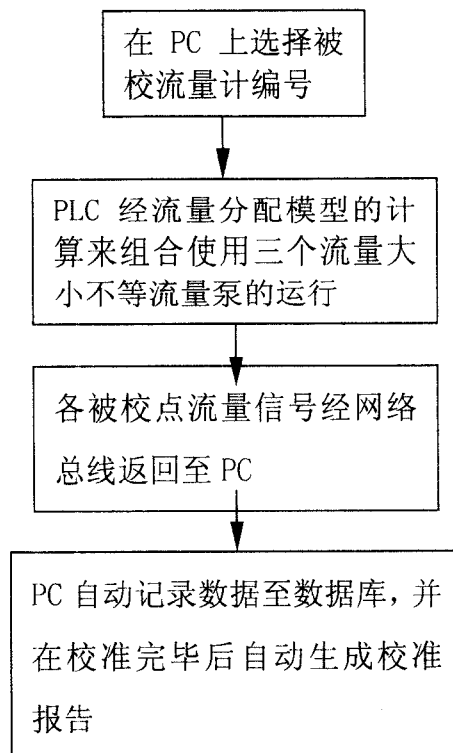 在 PC 上选择被
校流量计编号
PLC 经流量分配模型的计
算来组合使用三个流量大
小不等流量泵的运行
各被校点流量信号经网络
总线返回至 PC
PC 自动记录数据至数据库，并
在校准完毕后自动生成校准
报告